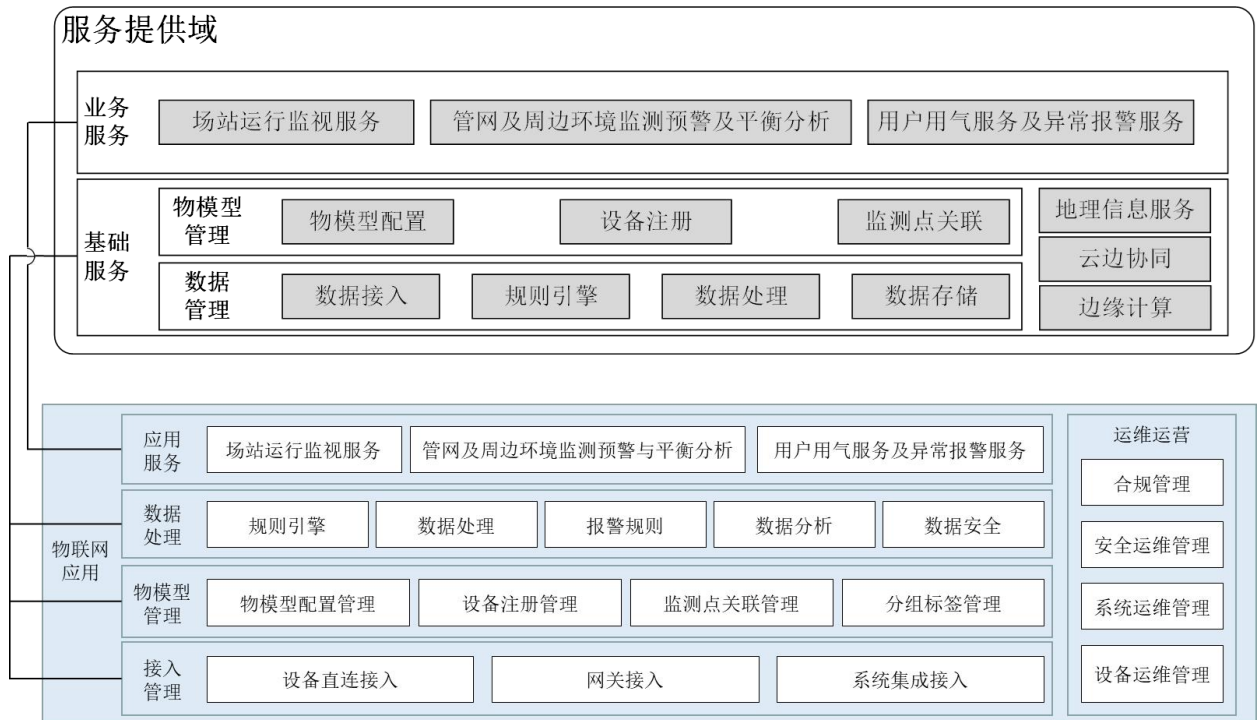 服务提供域
业务
服务
场站运行监视服务
管网及周边环境监测预警及平衡分析
用户用气服务及异常报警服务
基础
服务
物模型
管理
物模型配置
设备注册
监测点关联
数据
管理
数据接入
规则引擎
数据处理
数据存储
地理信息服务
云边协同
边缘计算
物联网
应用
应用
服务
场站运行监视服务
管网及周边环境监测预警与平衡分析
用户用气服务及异常报警服务
数据
处理
规则引擎
数据处理
报警规则
数据分析
数据安全
物模型
管理
物模型配置管理
设备注册管理
监测点关联管理
分组标签管理
接入
管理
设备直连接入
网关接入
系统集成接入
运维运营
合规管理
安全运维管理
系统运维管理
设备运维管理